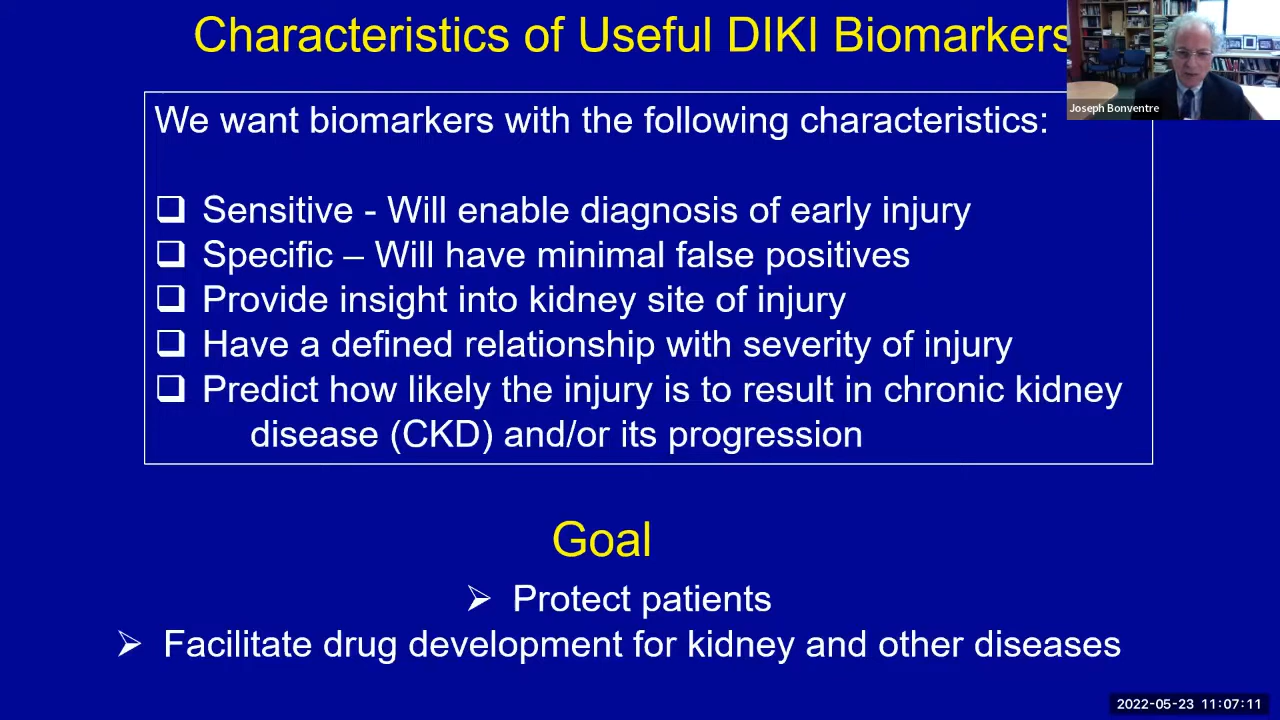 Characteristics of Useful DIKI Biomarkers
Joseph Bonventre
We want biomarkers with the following characteristics:
❑ Sensitive - Will enable diagnosis of early injury
❑ Specific – Will have minimal false positives
❑ Provide insight into kidney site of injury
❑ Have a defined relationship with severity of injury
❑ Predict how likely the injury is to result in chronic kidney
disease (CKD) and/or its progression
Goal
➢ Protect patients
➢ Facilitate drug development for kidney and other diseases
2022-05-23 11:07:11